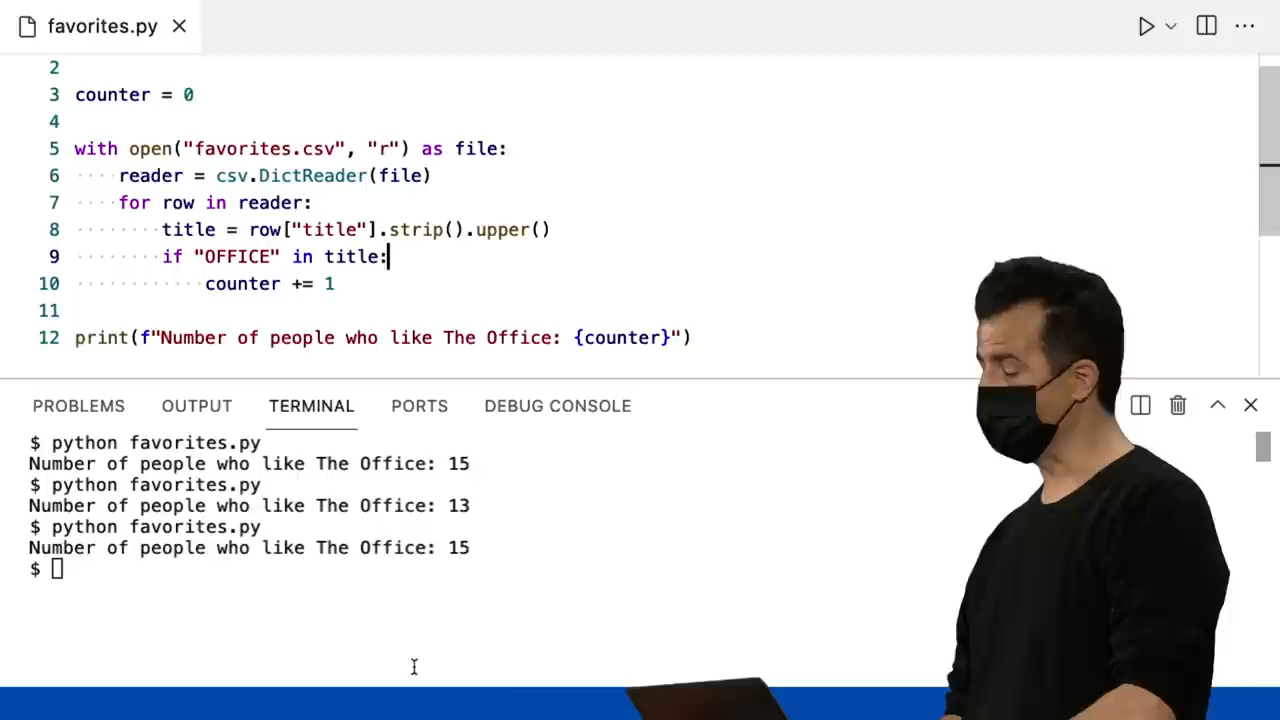 favorites.py
2
3 counter = 0
4
5 with open("favorites.csv", "r") as file:
6 reader = csv.DictReader(file)
7 for row in reader:
8 title = row["title"].strip().upper()
9 if "OFFICE" in title:
10 counter += 1
11
12 print(f"Number of people who like The Office: {counter}")
PROBLEMS OUTPUT TERMINAL PORTS DEBUG CONSOLE
$ python favorites.py
Number of people who like The Office: 15
$ python favorites.py
Number of people who like The Office: 13
$ python favorites.py
Number of people who like The Office: 15
$